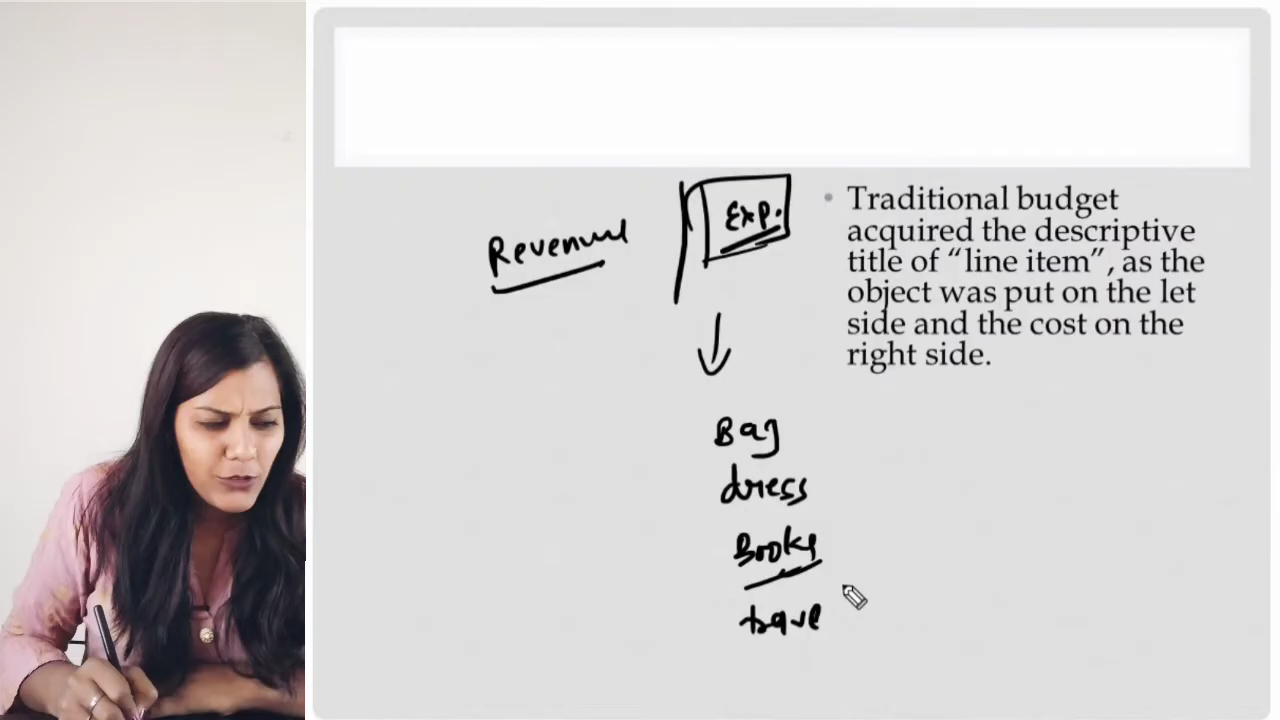 Revenue
Exp.
Bag
dress
Books
trave
• Traditional budget
acquired the descriptive
title of “line item”, as the
object was put on the let
side and the cost on the
right side.